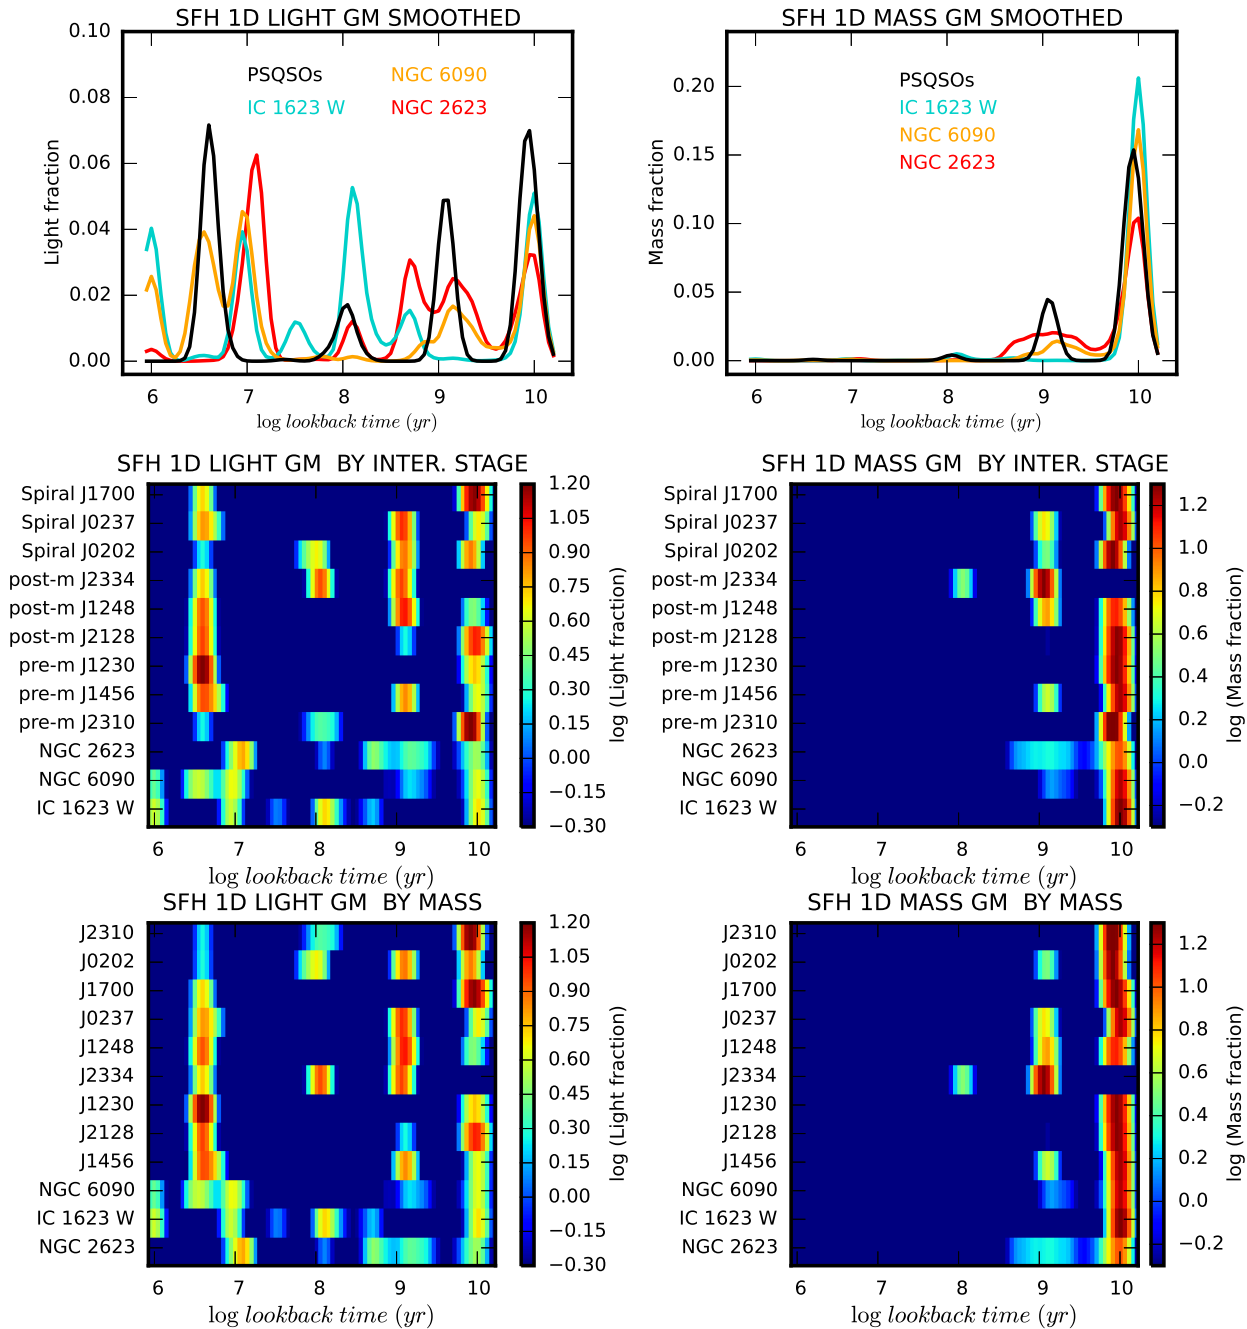 SFH 1D LIGHT GM SMOOTHED
0.10
0.08
0.06
0.04
0.02
0.00
Light fraction
PSQSOs
NGC 6090
IC 1623 W
NGC 2623
6 7 8 9 10
log lookback time (yr)
SFH 1D MASS GM SMOOTHED
0.20
0.15
0.10
0.05
0.00
Mass fraction
PSQSOs
IC 1623 W
NGC 6090
NGC 2623
6 7 8 9 10
log lookback time (yr)
SFH 1D LIGHT GM BY INTER. STAGE
Spiral J1700
Spiral J0237
Spiral J0202
post-m J2334
post-m J1248
post-m J2128
pre-m J1230
pre-m J1456
pre-m J2310
NGC 2623
NGC 6090
IC 1623 W
6 7 8 9 10
log lookback time (yr)
1.20
1.05
0.90
0.75
0.60
0.45
0.30
0.15
0.00
−0.15
−0.30
log (Light fraction)
SFH 1D MASS GM BY INTER. STAGE
Spiral J1700
Spiral J0237
Spiral J0202
post-m J2334
post-m J1248
post-m J2128
pre-m J1230
pre-m J1456
pre-m J2310
NGC 2623
NGC 6090
IC 1623 W
6 7 8 9 10
log lookback time (yr)
1.2
1.0
0.8
0.6
0.4
0.2
0.0
−0.2
log (Mass fraction)
SFH 1D LIGHT GM BY MASS
J2310
J0202
J1700
J0237
J1248
J2334
J1230
J2128
J1456
NGC 6090
IC 1623 W
NGC 2623
6 7 8 9 10
log lookback time (yr)
1.20
1.05
0.90
0.75
0.60
0.45
0.30
0.15
0.00
−0.15
−0.30
log (Light fraction)
SFH 1D MASS GM BY MASS
J2310
J0202
J1700
J0237
J1248
J2334
J1230
J2128
J1456
NGC 6090
IC 1623 W
NGC 2623
6 7 8 9 10
log lookback time (yr)
1.2
1.0
0.8
0.6
0.4
0.2
0.0
−0.2
log (Mass fraction)